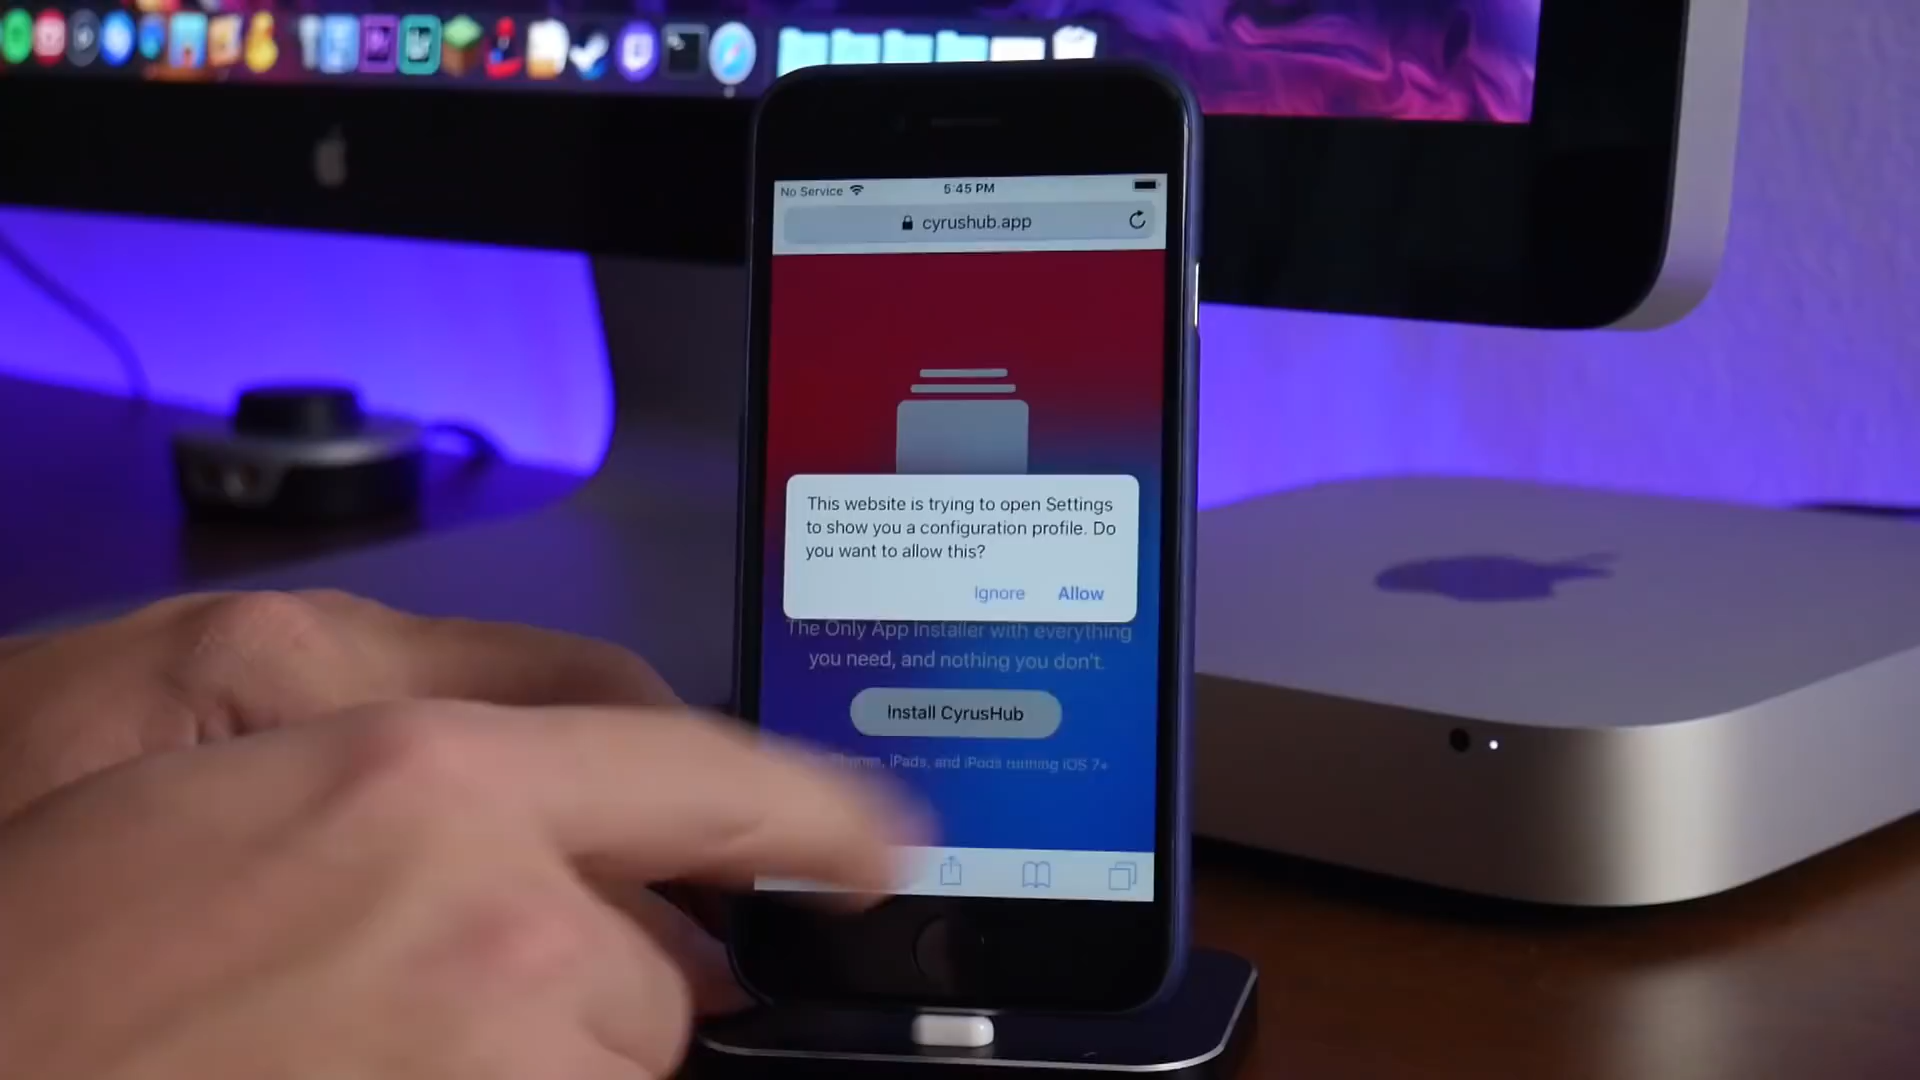 No Service
5:45 PM
cyrushub.app
This website is trying to open Settings
to show you a configuration profile. Do
you want to allow this?
Ignore
Allow
The Only App Installer with everything
you need, and nothing you don't.
Install CyrusHub
iPads, and iPods running iOS 7+